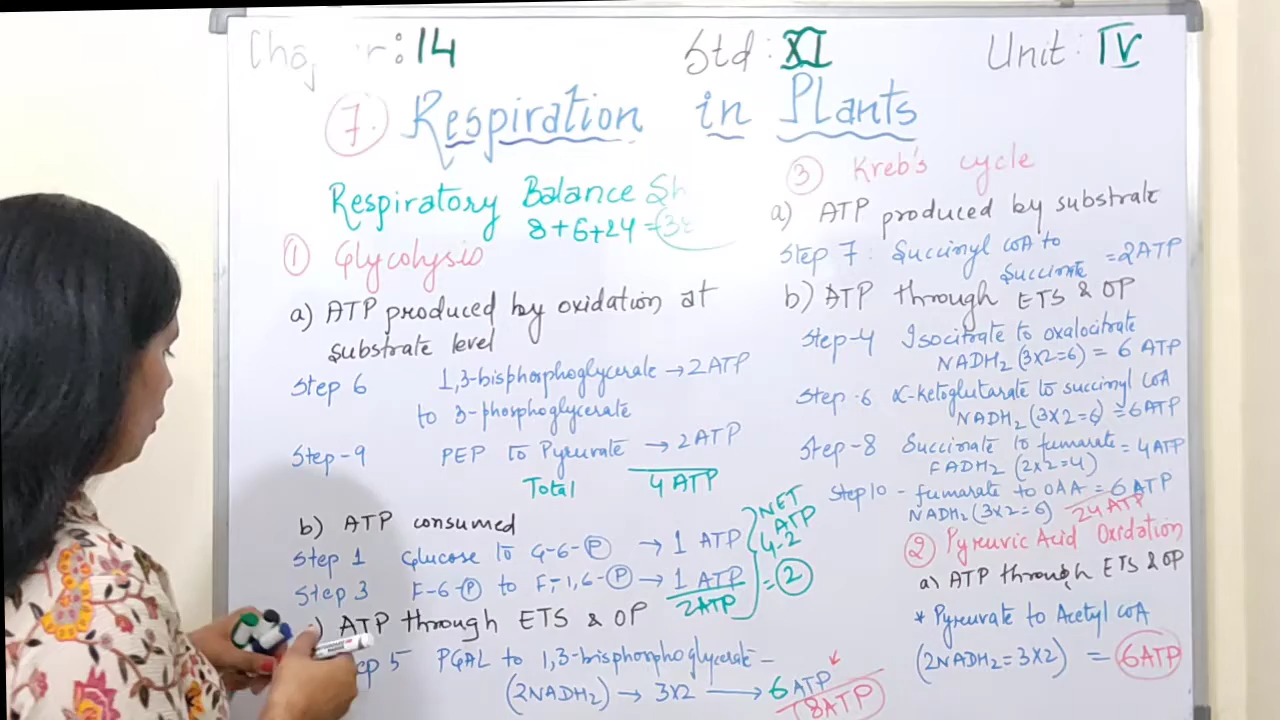 14 Std : XI Unit : IV
7. Respiration in Plants
Respiratory Balance
8+6+24 =
① Glycolysis
a) ATP produced by oxidation at
substrate level
Step 6 1,3-bisphosphoglycerate → 2ATP
to 3-phosphoglycerate
Step-9 PEP to Pyruvate → 2ATP
Total 4 ATP
b) ATP consumed
Step 1 Glucose to G-6-Ⓟ → 1 ATP
Step 3 F-6-Ⓟ to F-1,6-Ⓟ → 1 ATP
2ATP
NET
ATP
4-2
= 2
ATP through ETS & OP
5 PGAL to 1,3-bisphosphoglycerate -
(2NADH₂) → 3x2 → 6 ATP
8ATP
③ Kreb's cycle
a) ATP produced by substrate
Step 7 : Succinyl CoA to
Succinate = 2ATP
b) ATP through ETS & OP
Step-4 Isocitrate to oxalocitrate
NADH₂ (3x2=6) = 6 ATP
Step-6 α-ketoglutarate to succinyl CoA
NADH₂ (3x2=6) = 6ATP
Step-8 Succinate to fumarate = 4ATP
FADH₂ (2x2=4)
Step 10 - fumarate to OAA = 6 ATP
NADH₂ (3x2=6) 24 ATP
② Pyruvic Acid Oxidation
a) ATP through ETS & OP
* Pyruvate to Acetyl CoA
(2NADH₂=3x2) = 6ATP